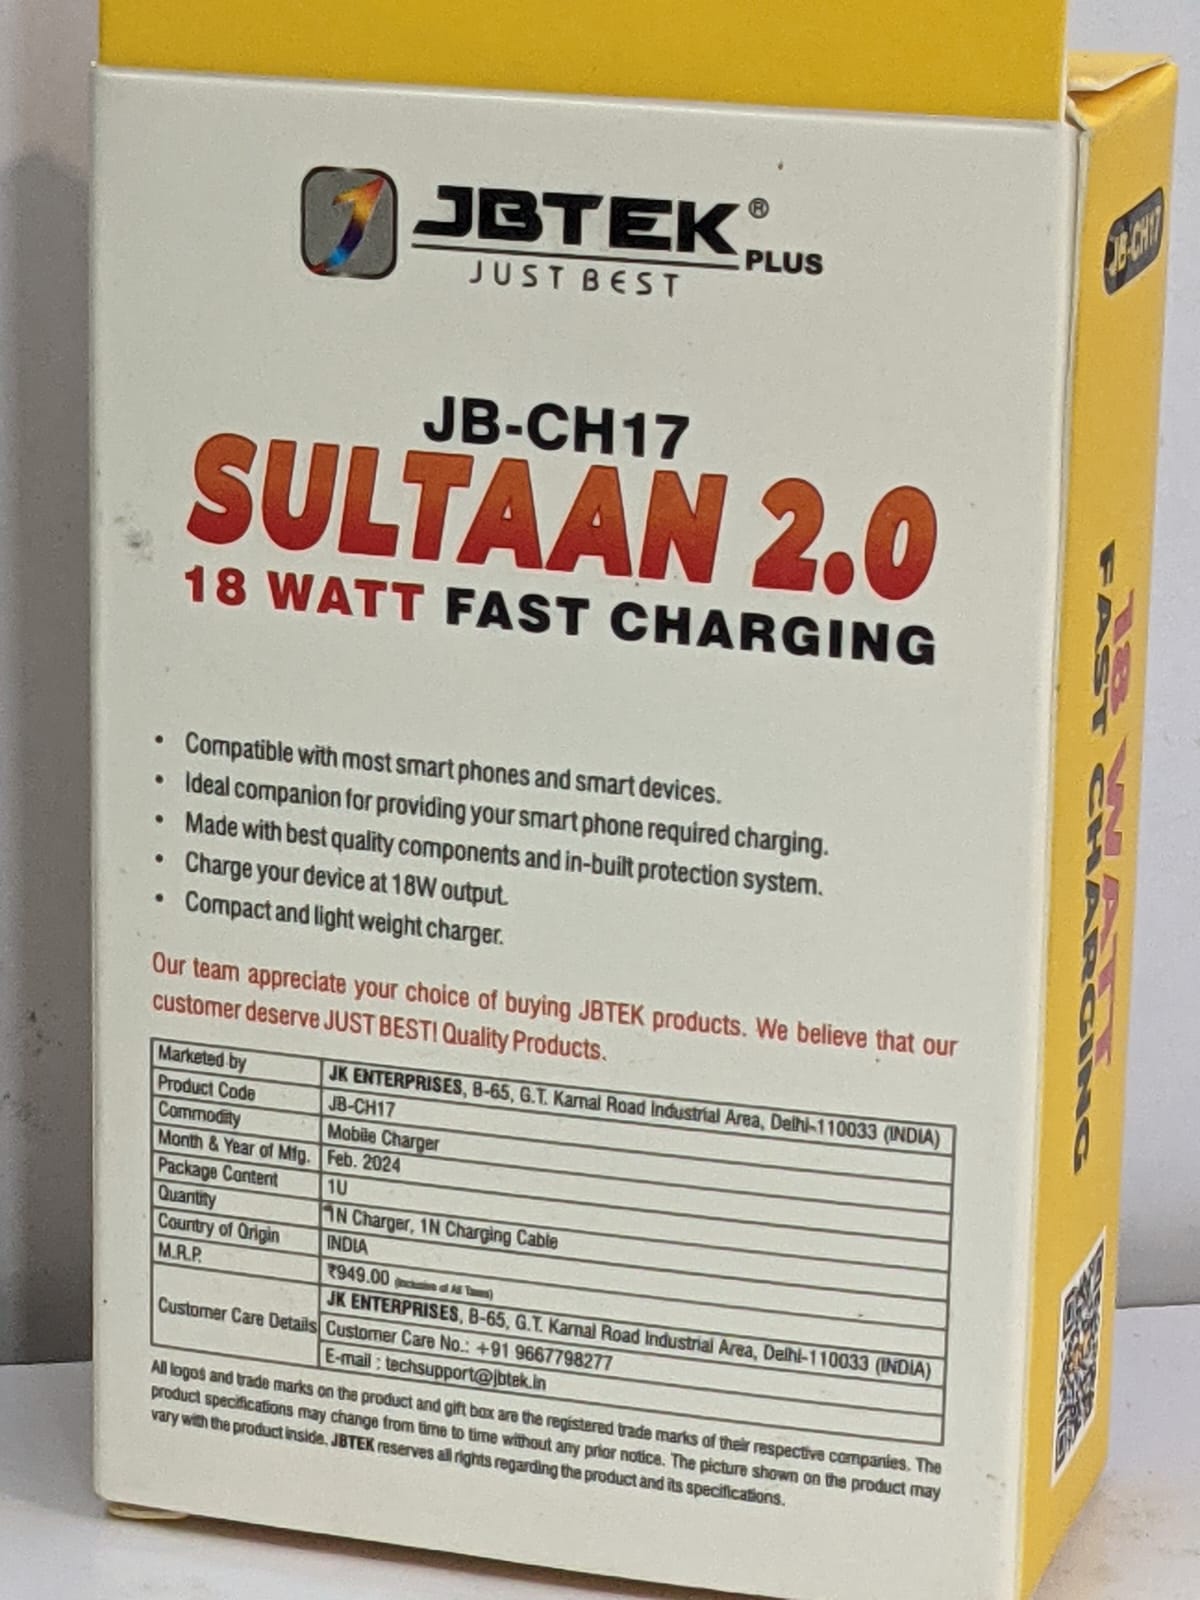 JBTEK® PLUS
JUST BEST
JB-CH17
SULTAAN 2.0
18 WATT FAST CHARGING
• Compatible with most smart phones and smart devices.
• Ideal companion for providing your smart phone required charging.
• Made with best quality components and in-built protection system.
• Charge your device at 18W output.
• Compact and light weight charger.
Our team appreciate your choice of buying JBTEK products. We believe that our
customer deserve JUST BEST! Quality Products.
Marketed by JK ENTERPRISES, B-65, G.T. Karnal Road Industrial Area, Delhi-110033 (INDIA)
Product Code JB-CH17
Commodity Mobile Charger
Month & Year of Mfg. Feb. 2024
Package Content 1U
Quantity 1N Charger, 1N Charging Cable
Country of Origin INDIA
M.R.P. ₹949.00 (Inclusive of All Taxes)
Customer Care Details JK ENTERPRISES, B-65, G.T. Karnal Road Industrial Area, Delhi-110033 (INDIA)
Customer Care No.: +91 9667798277
E-mail : techsupport@jbtek.in
All logos and trade marks on the product and gift box are the registered trade marks of their respective companies. The
product specifications may change from time to time without any prior notice. The picture shown on the product may
vary with the product inside, JBTEK reserves all rights regarding the product and its specifications.
JB-CH17
18 WATT
FAST CHARGING